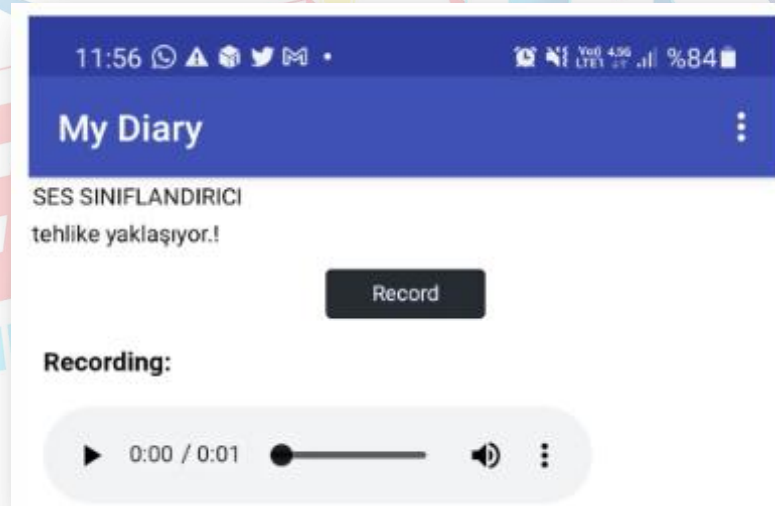 11:56 %84
My Diary
SES SINIFLANDIRICI
tehlike yaklaşıyor.!
Record
Recording:
0:00 / 0:01